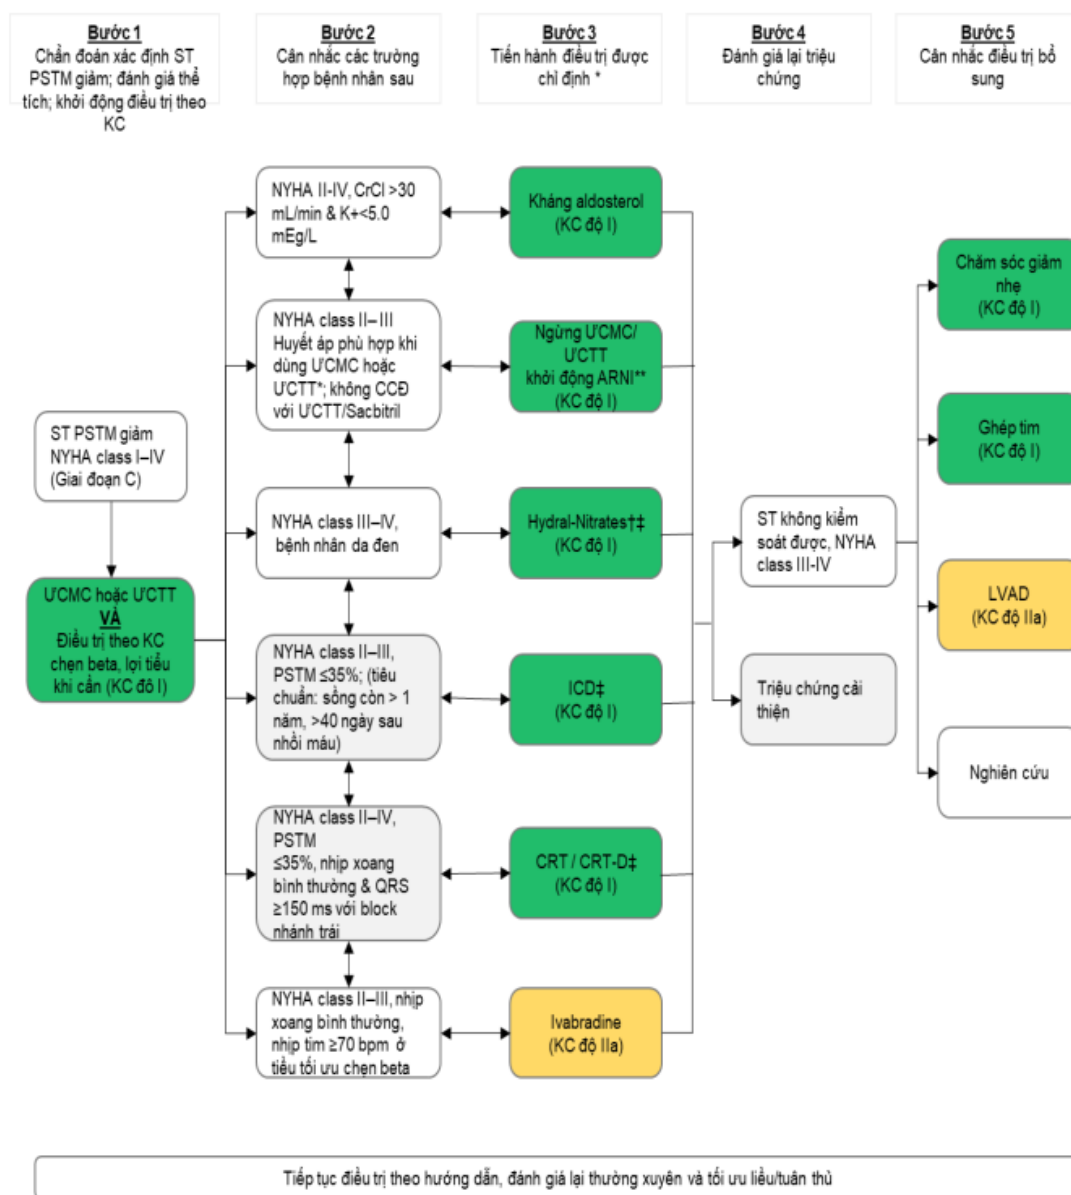 Bước 1
Chẩn đoán xác định ST
PSTM giảm; đánh giá thể
tích; khởi động điều trị theo
KC
Bước 2
Cân nhắc các trường
hợp bệnh nhân sau
Bước 3
Tiến hành điều trị được
chỉ định *
Bước 4
Đánh giá lại triệu
chứng
Bước 5
Cân nhắc điều trị bổ
sung
ST PSTM giảm
NYHA class I–IV
(Giai đoạn C)
ƯCMC hoặc ƯCTT
VÀ
Điều trị theo KC
chẹn beta, lợi tiểu
khi cần (KC độ I)
NYHA II-IV, CrCl >30
mL/min & K+<5.0
mEg/L
NYHA class II– III
Huyết áp phù hợp khi
dùng ƯCMC hoặc
ƯCTT*; không CCĐ
với ƯCTT/Sacbitril
NYHA class III–IV,
bệnh nhân da đen
NYHA class II–III,
PSTM ≤35%; (tiêu
chuẩn: sống còn > 1
năm, >40 ngày sau
nhồi máu)
NYHA class II–IV,
PSTM
≤35%, nhịp xoang
bình thường & QRS
≥150 ms với block
nhánh trái
NYHA class II–III, nhịp
xoang bình thường,
nhịp tim ≥70 bpm ở
tiều tối ưu chẹn beta
Kháng aldosterol
(KC độ I)
Ngừng ƯCMC/
ƯCTT
khởi động ARNI**
(KC độ I)
Hydral-Nitrates†‡
(KC độ I)
ICD‡
(KC độ I)
CRT / CRT-D‡
(KC độ I)
Ivabradine
(KC độ IIa)
ST không kiểm
soát được, NYHA
class III-IV
Triệu chứng cải
thiện
Chăm sóc giảm
nhẹ
(KC độ I)
Ghép tim
(KC độ I)
LVAD
(KC độ IIa)
Nghiên cứu
Tiếp tục điều trị theo hướng dẫn, đánh giá lại thường xuyên và tối ưu liều/tuân thủ